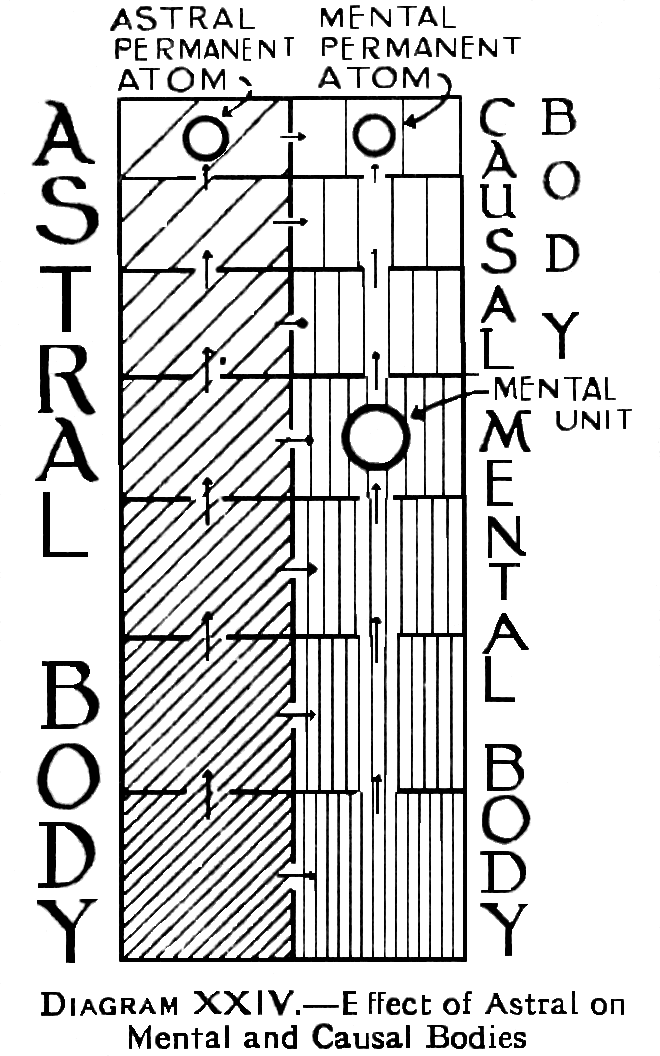 ASTRAL
PERMANENT
ATOM
MENTAL
PERMANENT
ATOM
ASTRAL BODY
CAUSAL
BODY
MENTAL
UNIT
MENTAL BODY
DIAGRAM XXIV.—Effect of Astral on
Mental and Causal Bodies